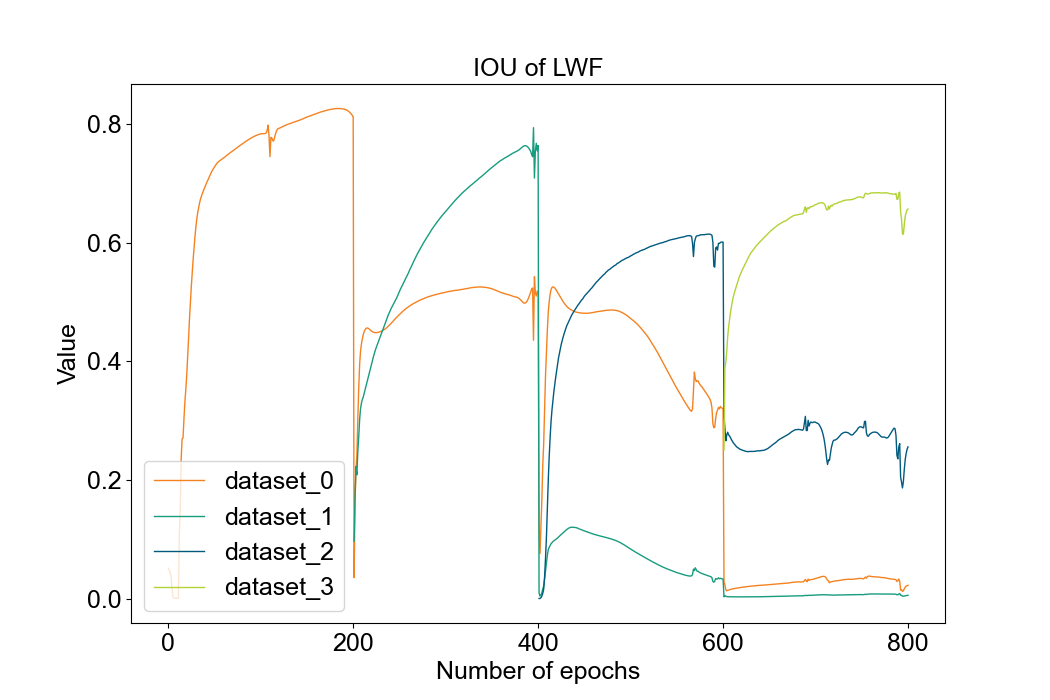 IOU of LWF
Value
0.8
0.6
0.4
0.2
0.0
dataset_0
dataset_1
dataset_2
dataset_3
0 200 400 600 800
Number of epochs